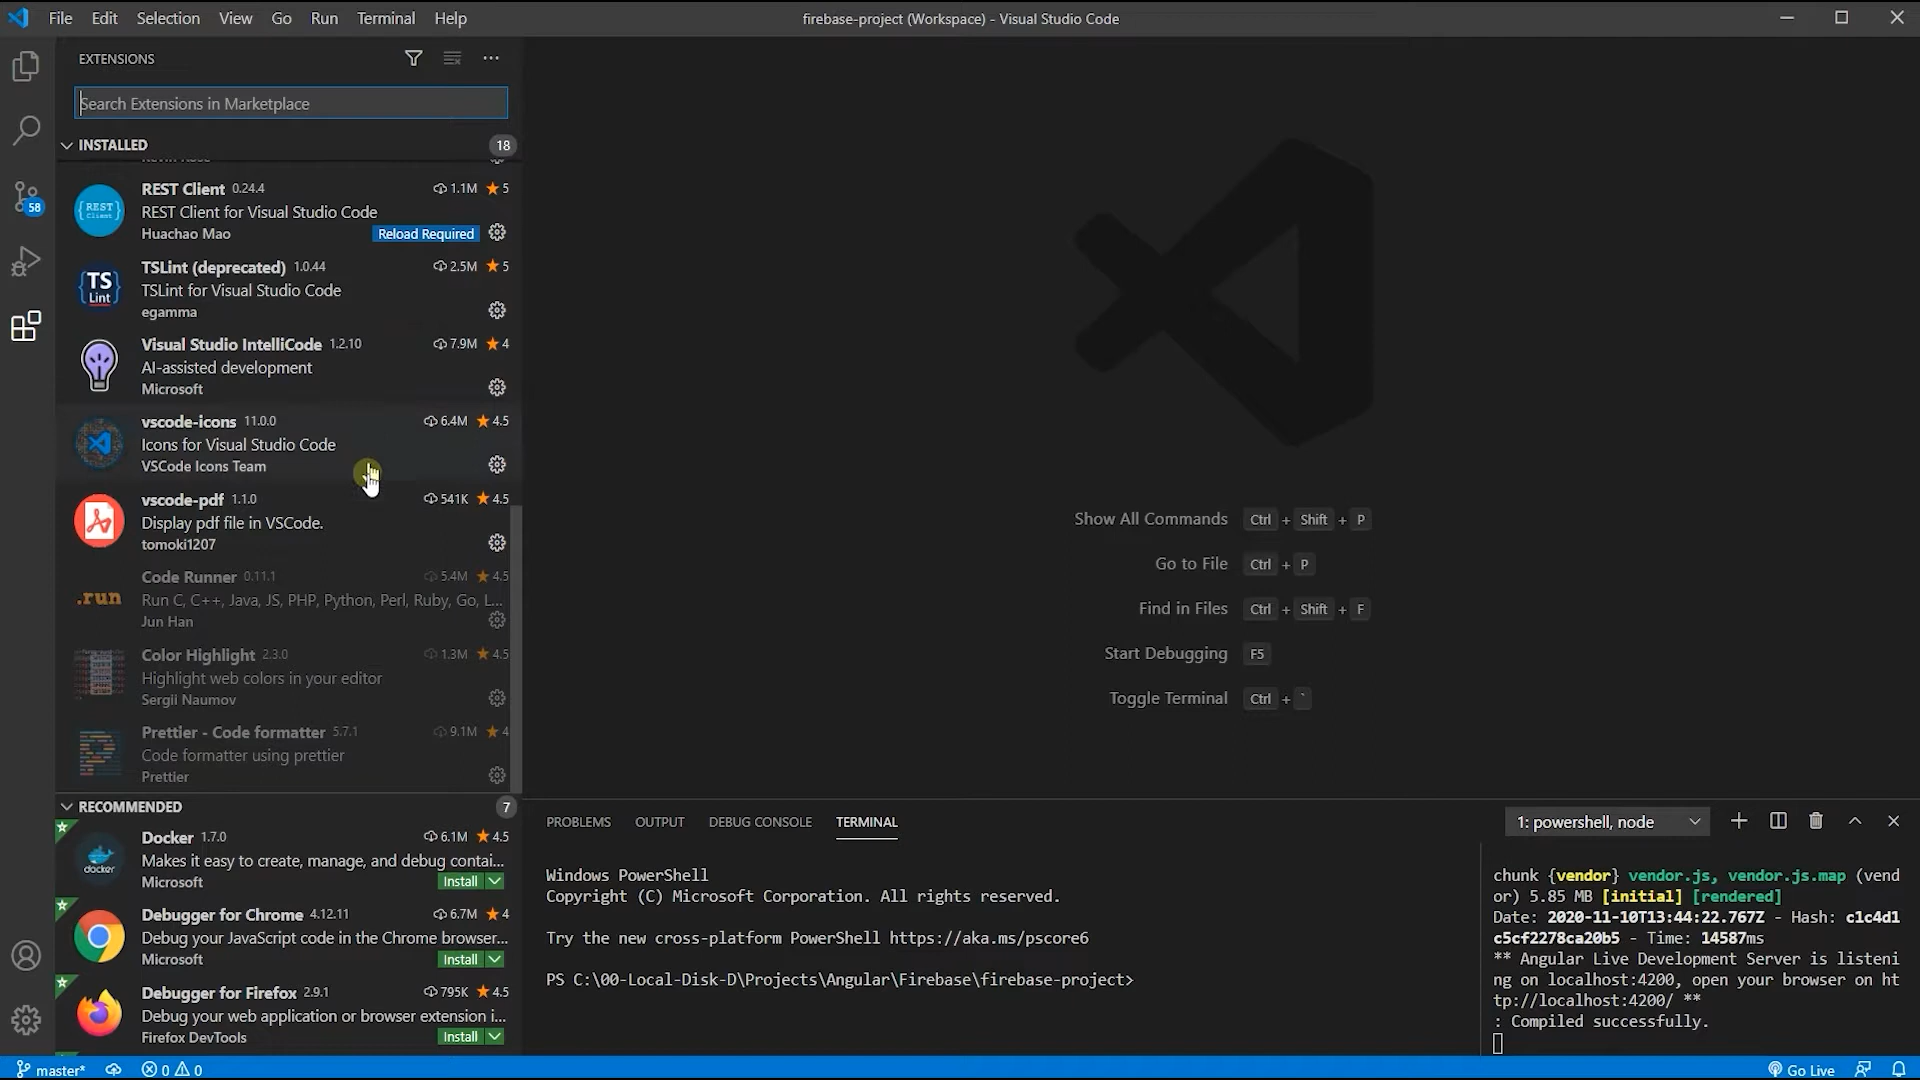 File Edit Selection View Go Run Terminal Help
firebase-project (Workspace) - Visual Studio Code
EXTENSIONS
Search Extensions in Marketplace
INSTALLED 18
REST Client 0.24.4 1.1M 5
REST Client for Visual Studio Code
Huachao Mao Reload Required
TSLint (deprecated) 1.0.44 2.5M 5
TSLint for Visual Studio Code
egamma
Visual Studio IntelliCode 1.2.10 7.9M 4
AI-assisted development
Microsoft
vscode-icons 11.0.0 6.4M 4.5
Icons for Visual Studio Code
VSCode Icons Team
vscode-pdf 1.1.0 541K 4.5
Display pdf file in VSCode.
tomoki1207
Code Runner 0.11.1 5.4M 4.5
.run
Run C, C++, Java, JS, PHP, Python, Perl, Ruby, Go, L...
Jun Han
Color Highlight 2.3.0 1.3M 4.5
Highlight web colors in your editor
Sergii Naumov
Prettier - Code formatter 5.7.1 9.1M 4
Code formatter using prettier
Prettier
RECOMMENDED 7
Docker 1.7.0 6.1M 4.5
docker
Makes it easy to create, manage, and debug contai...
Microsoft Install
Debugger for Chrome 4.12.11 6.7M 4
Debug your JavaScript code in the Chrome browser...
Microsoft Install
Debugger for Firefox 2.9.1 795K 4.5
Debug your web application or browser extension i...
Firefox DevTools Install
58
{REST}
Client
{TS}
Lint
Show All Commands Ctrl + Shift + P
Go to File Ctrl + P
Find in Files Ctrl + Shift + F
Start Debugging F5
Toggle Terminal Ctrl + `
PROBLEMS OUTPUT DEBUG CONSOLE TERMINAL
1: powershell, node
Windows PowerShell
Copyright (C) Microsoft Corporation. All rights reserved.
Try the new cross-platform PowerShell https://aka.ms/pscore6
PS C:\00-Local-Disk-D\Projects\Angular\Firebase\firebase-project>
chunk {vendor} vendor.js, vendor.js.map (vend
or) 5.85 MB [initial] [rendered]
Date: 2020-11-10T13:44:22.767Z - Hash: c1c4d1
c5cf2278ca20b5 - Time: 14587ms
** Angular Live Development Server is listeni
ng on localhost:4200, open your browser on ht
tp://localhost:4200/ **
: Compiled successfully.
master* 0 0 Go Live